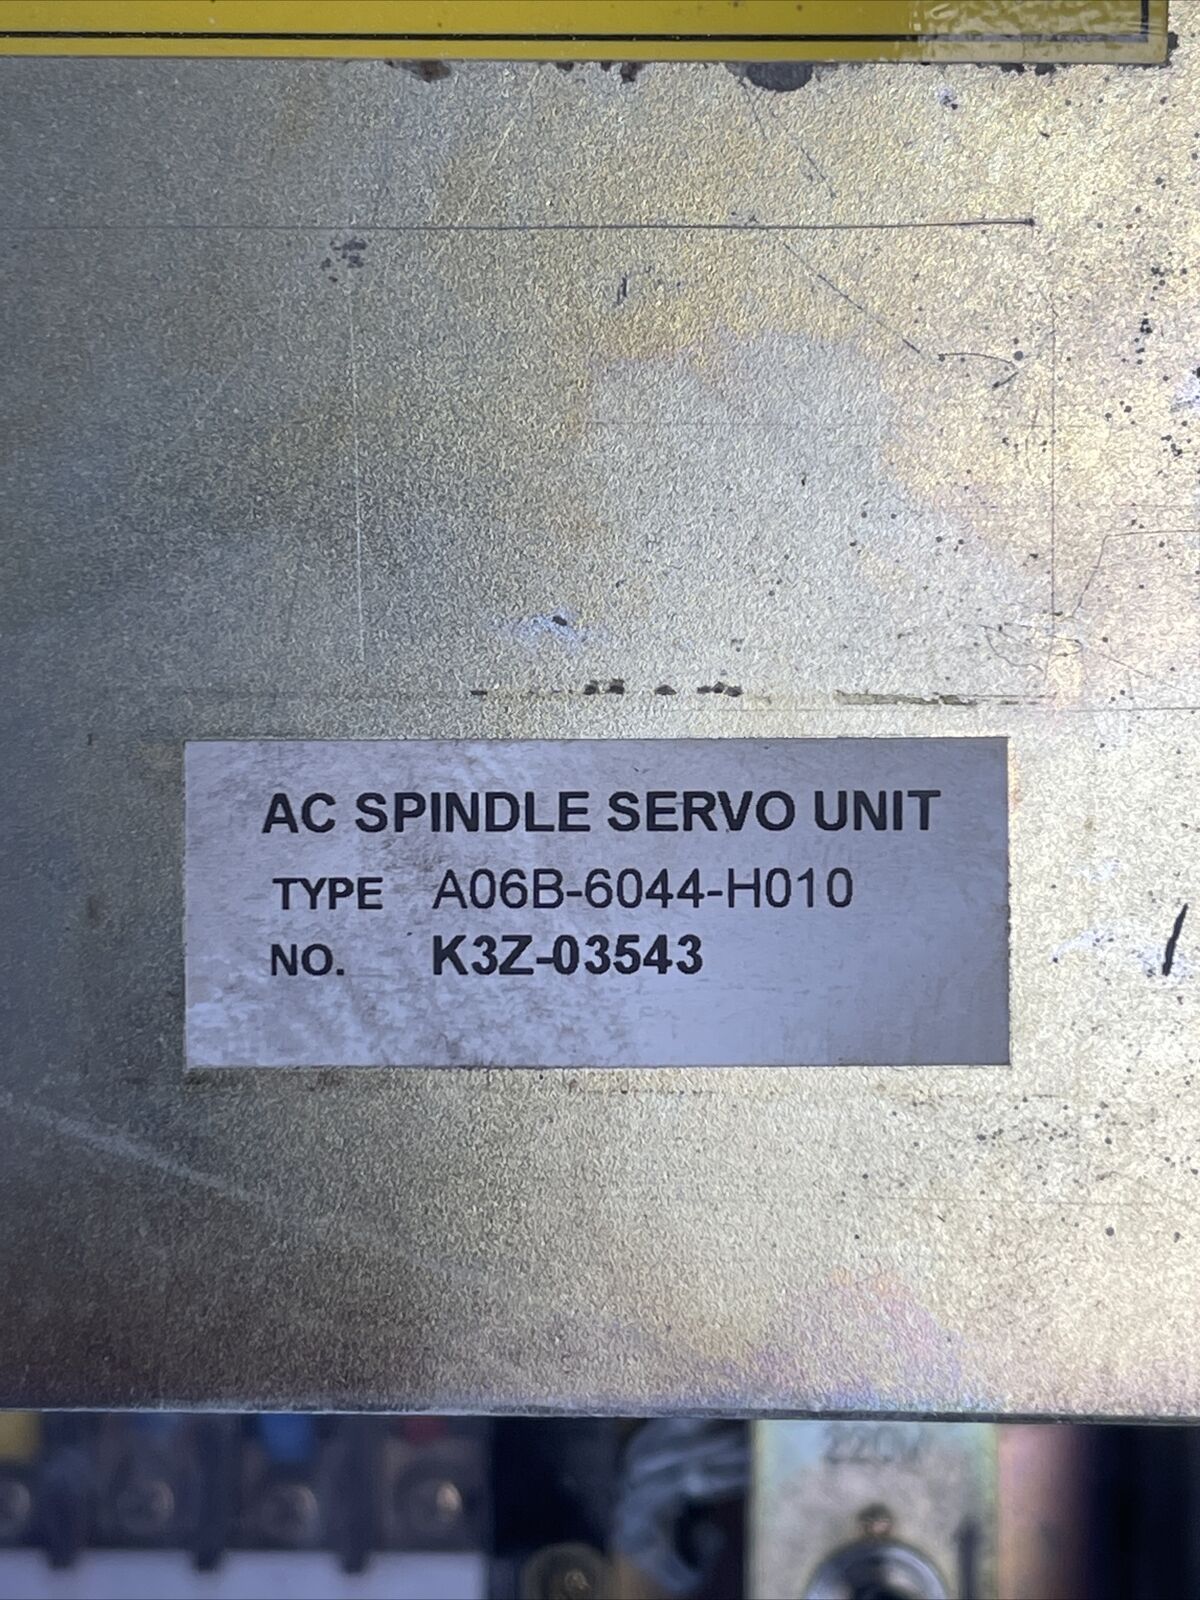 AC SPINDLE SERVO UNIT
TYPE A06B-6044-H010
NO. K3Z-03543
220V